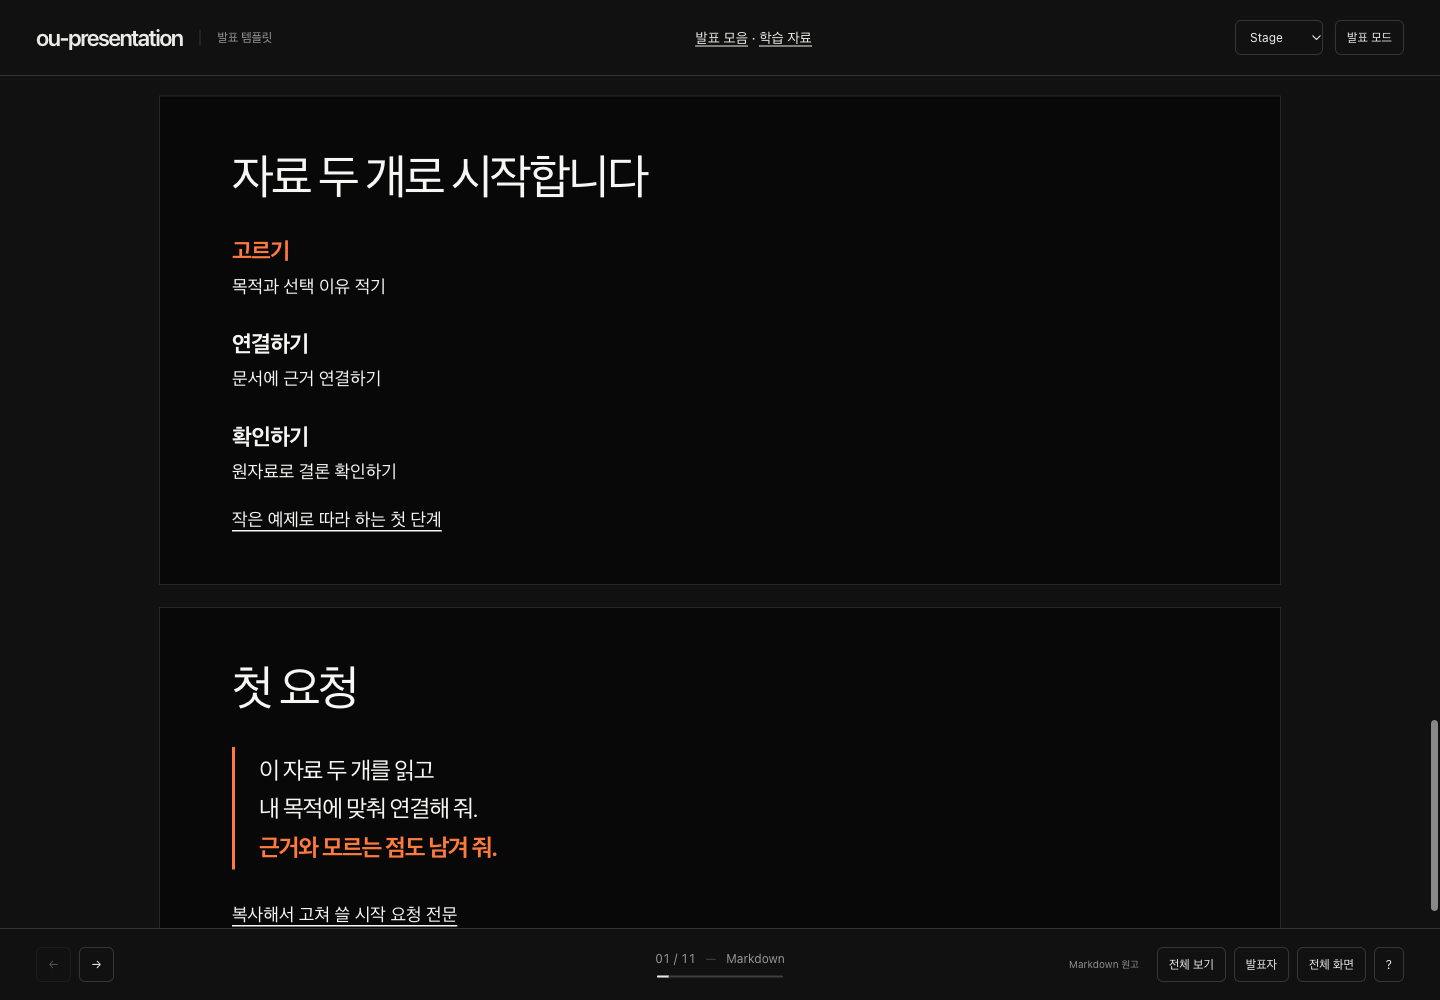 ou-presentation
발표 템플릿
발표 모음 · 학습 자료
Stage
발표 모드
자료 두 개로 시작합니다
고르기
목적과 선택 이유 적기
연결하기
문서에 근거 연결하기
확인하기
원자료로 결론 확인하기
작은 예제로 따라 하는 첫 단계
첫 요청
이 자료 두 개를 읽고
내 목적에 맞춰 연결해 줘.
근거와 모르는 점도 남겨 줘.
복사해서 고쳐 쓸 시작 요청 전문
←
→
01 / 11 — Markdown
Markdown 원고
전체 보기
발표자
전체 화면
?